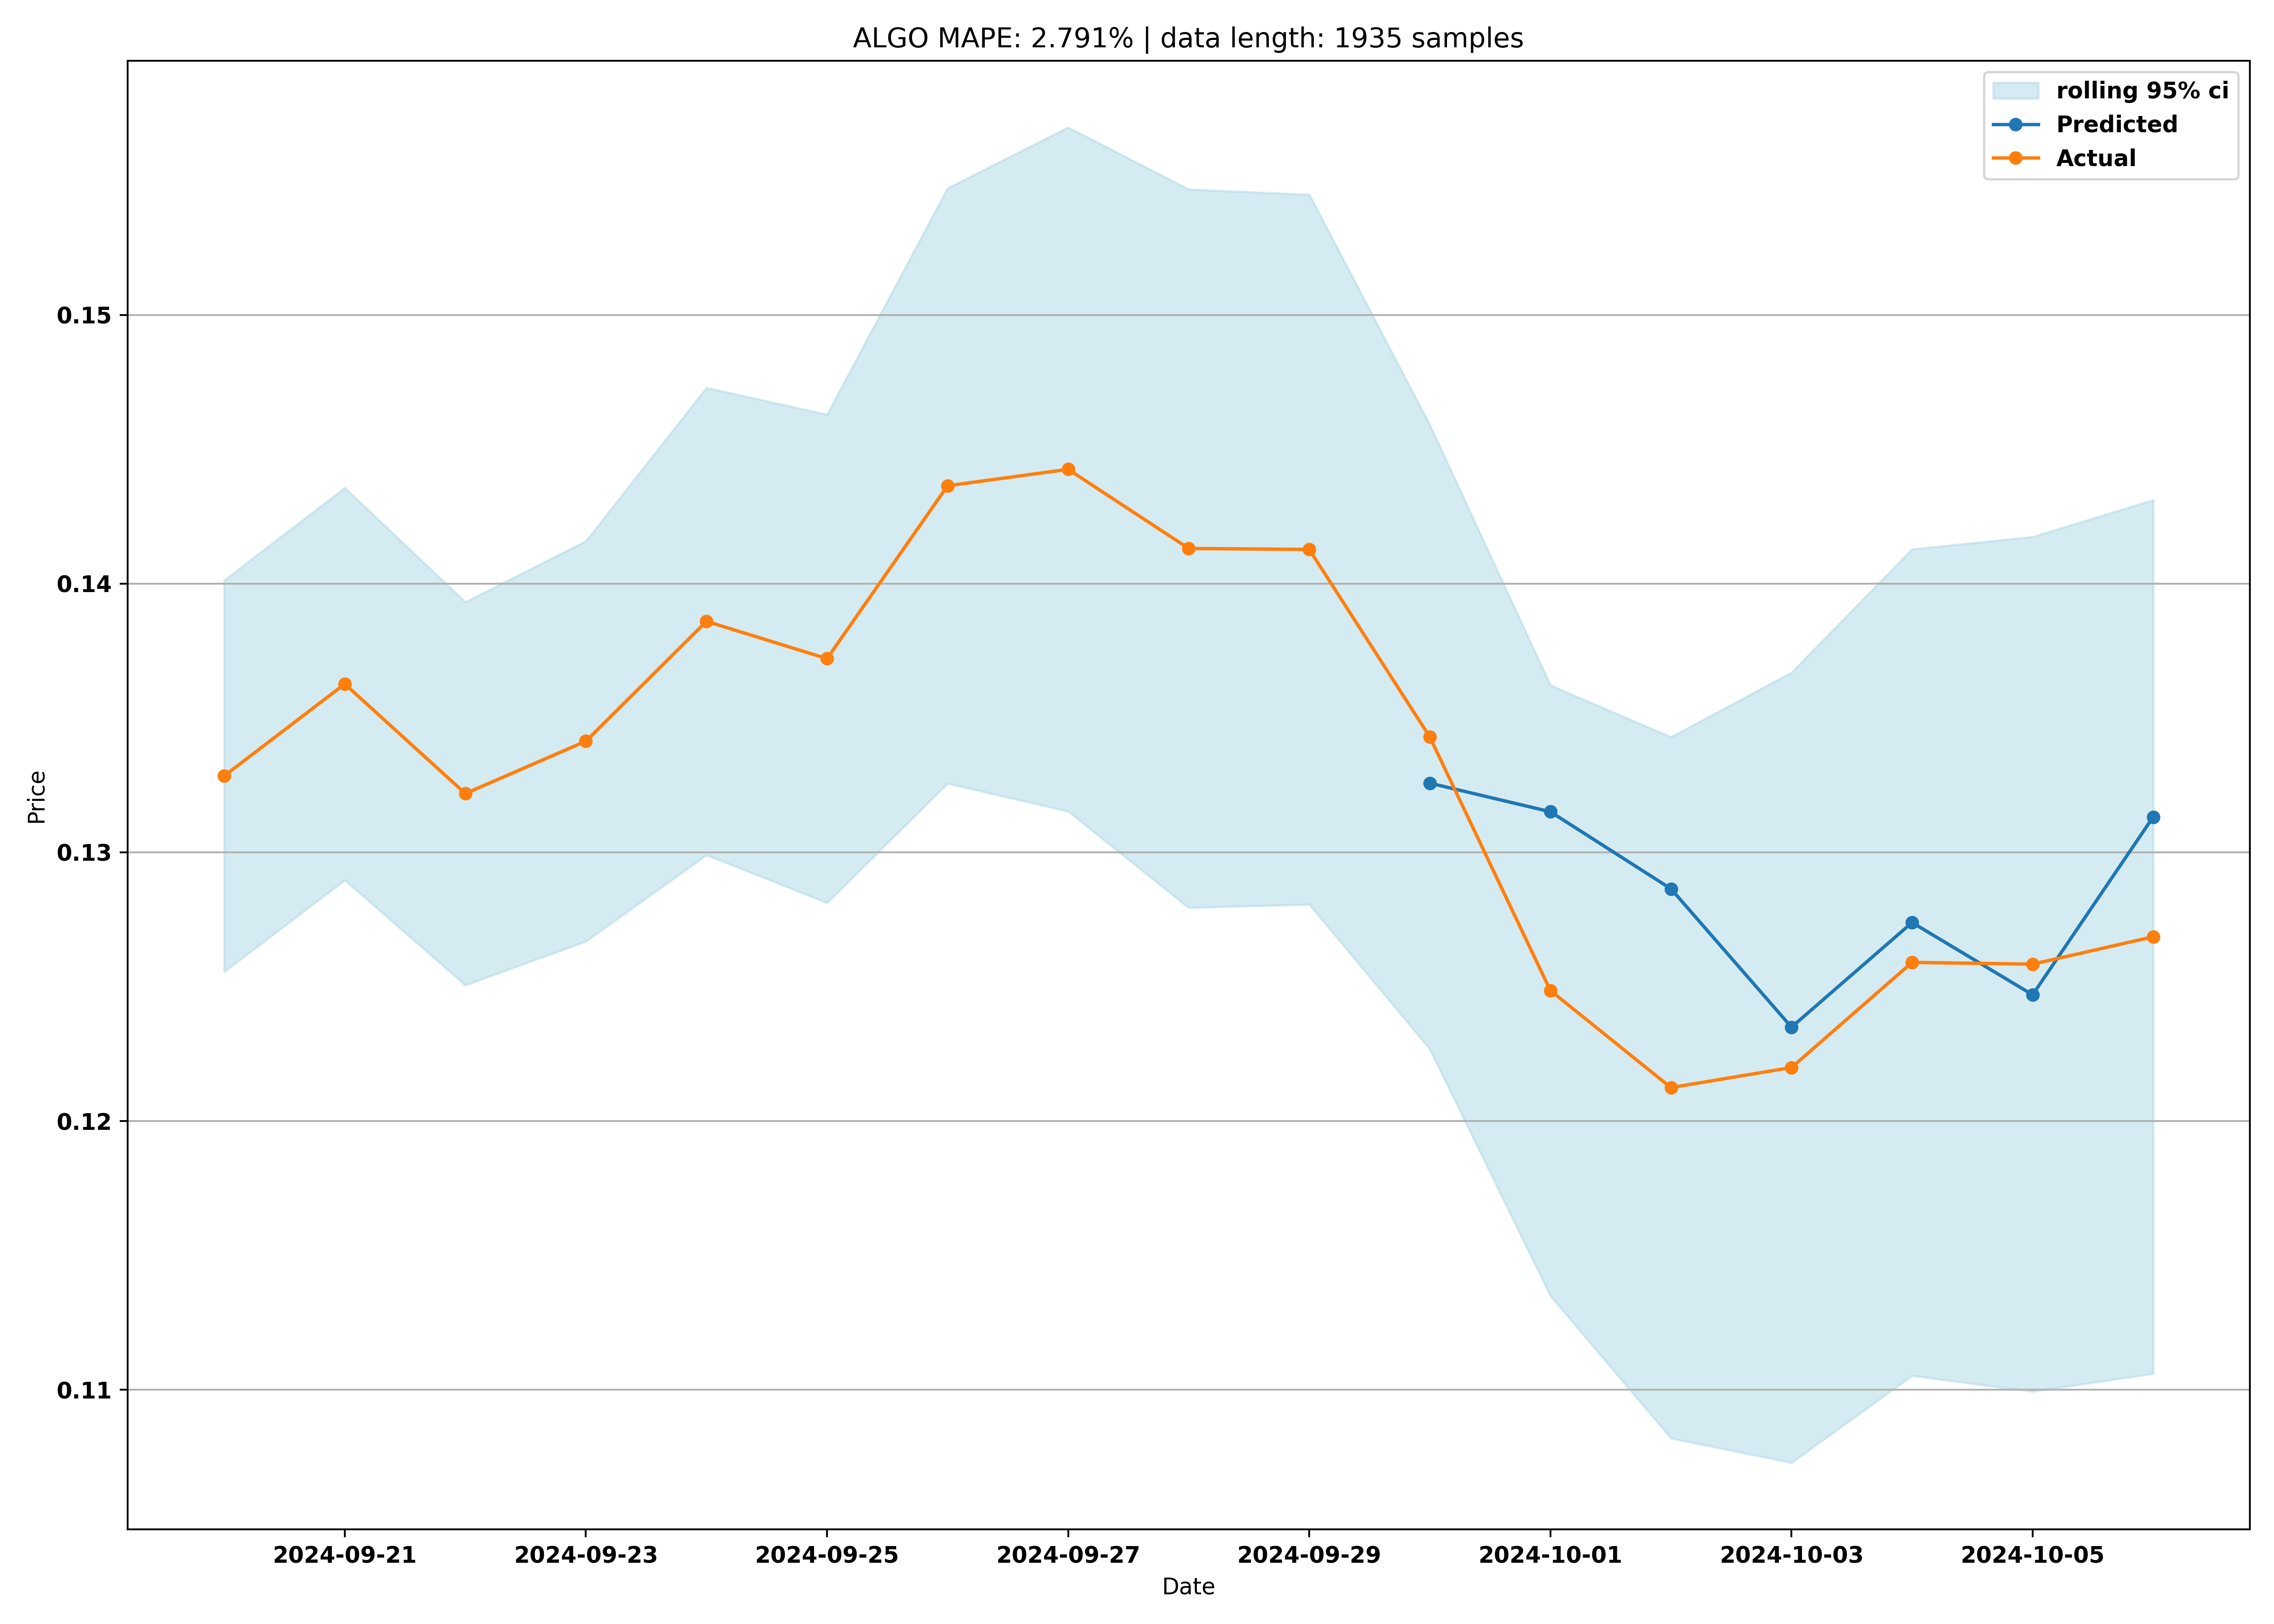 ALGO MAPE: 2.791% | data length: 1935 samples
rolling 95% ci
Predicted
Actual
0.15
0.14
0.13
0.12
0.11
Price
2024-09-21 2024-09-23 2024-09-25 2024-09-27 2024-09-29 2024-10-01 2024-10-03 2024-10-05
Date